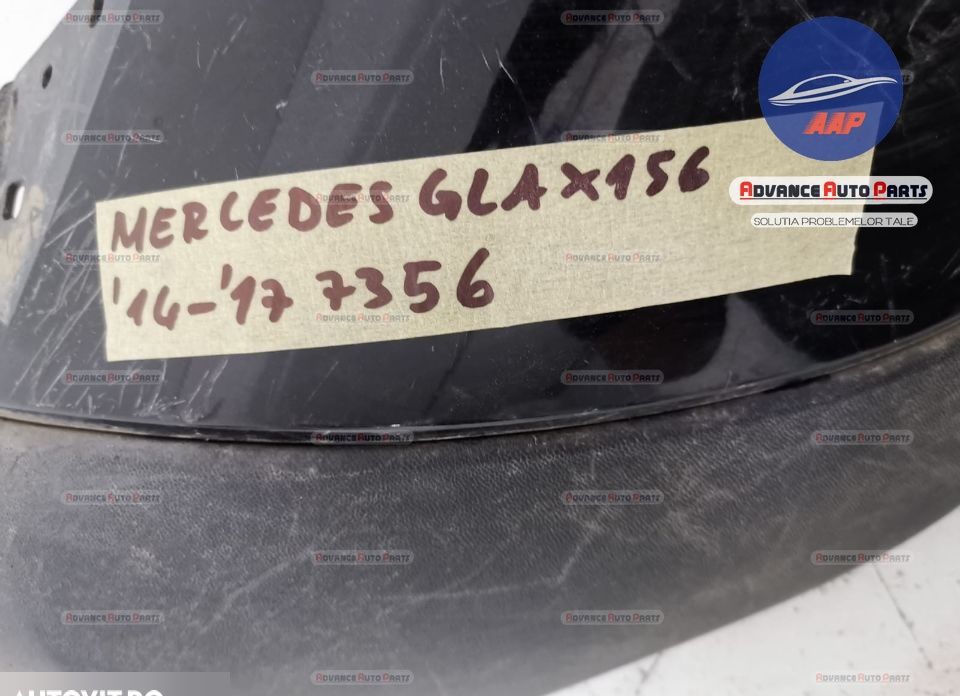 MERCEDES GLA X156
'14-'17 7356
AAP
ADVANCE AUTO PARTS
SOLUTIA PROBLEMELOR TALE
AUTOVIT.RO